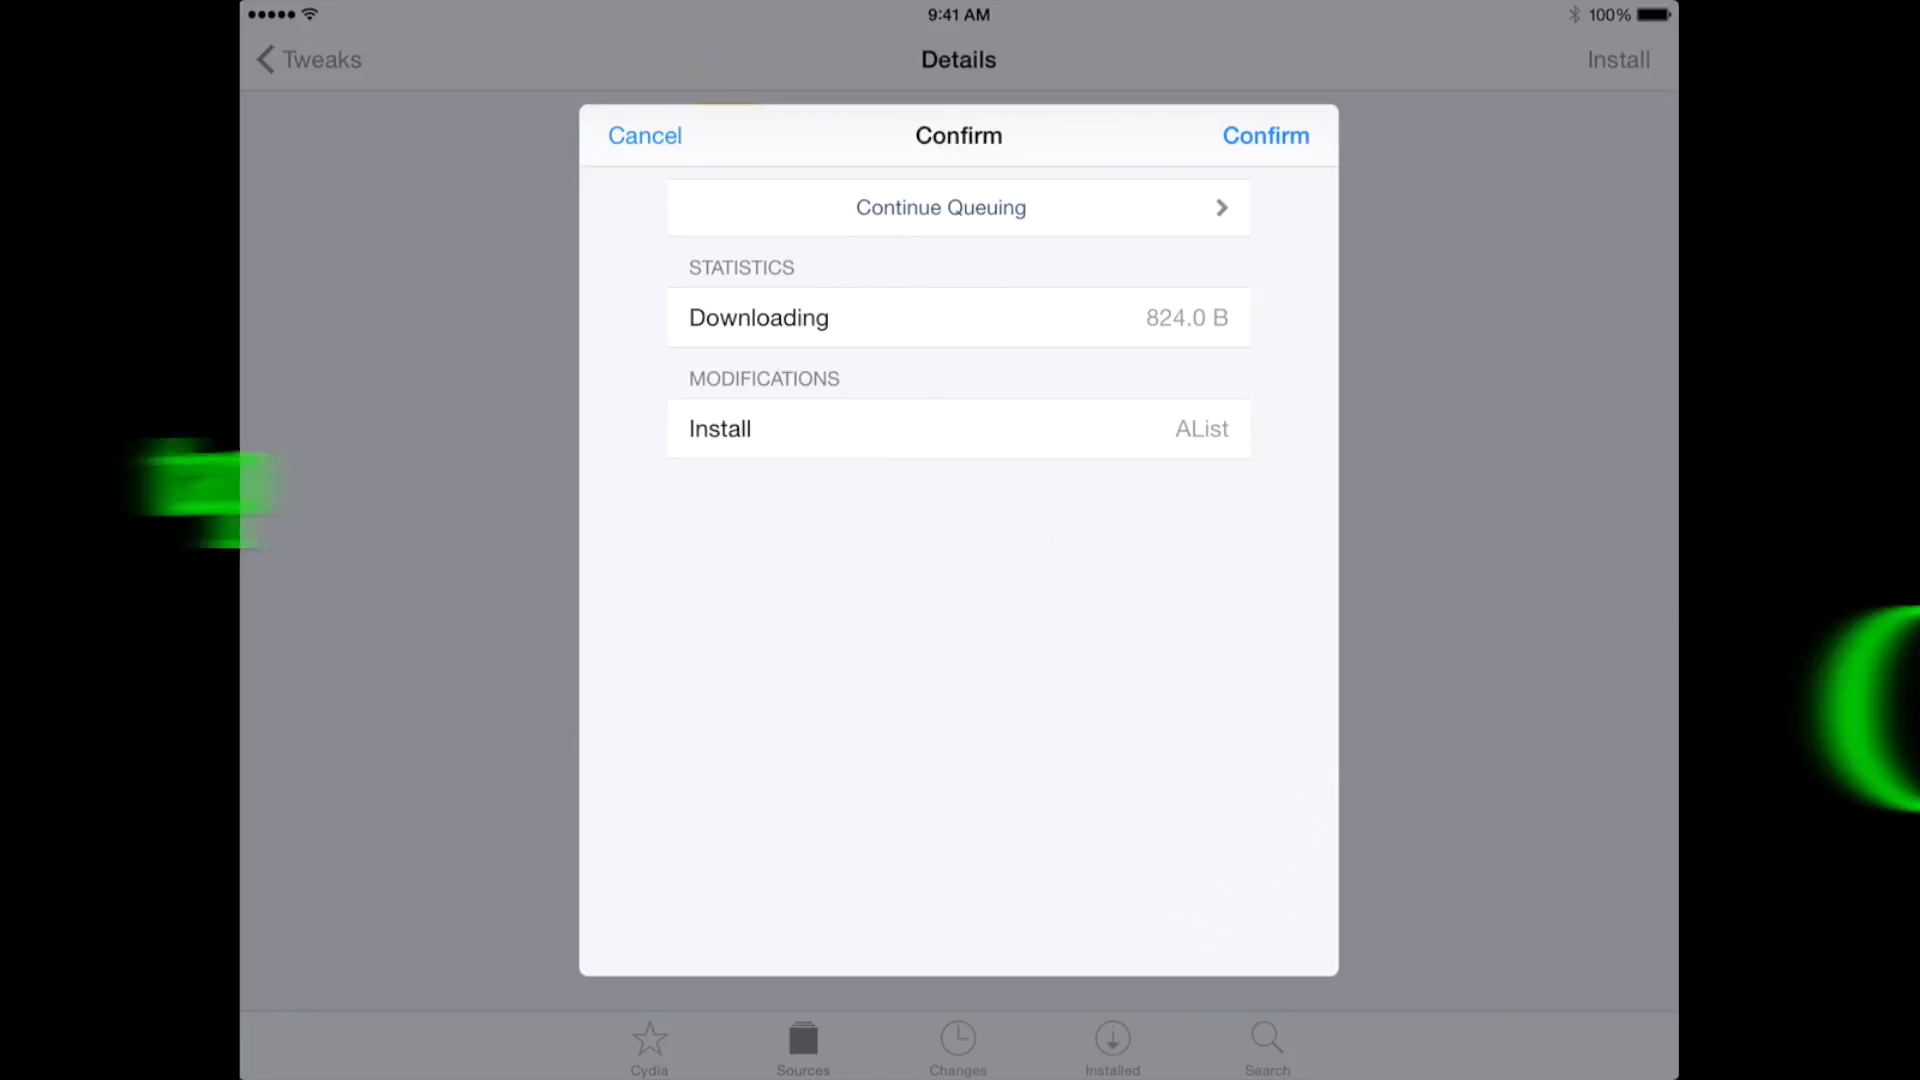 9:41 AM
100%
Tweaks
Details
Install
Cancel
Confirm
Confirm
Continue Queuing
STATISTICS
Downloading
824.0 B
MODIFICATIONS
Install
AList
Cydia
Sources
Changes
Installed
Search